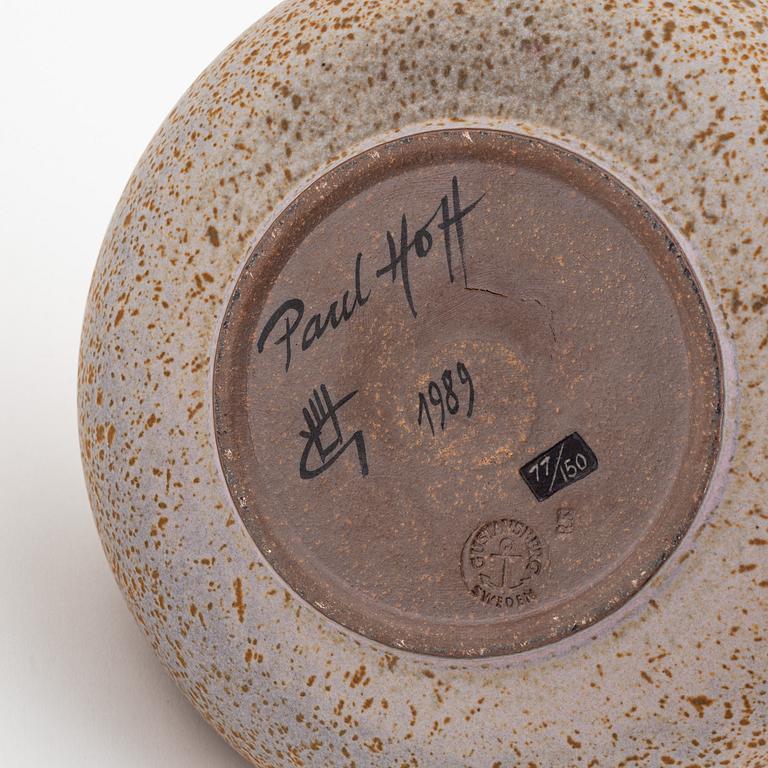 Paul Hoff
1989
77/150
GUSTAVSBERG
SWEDEN